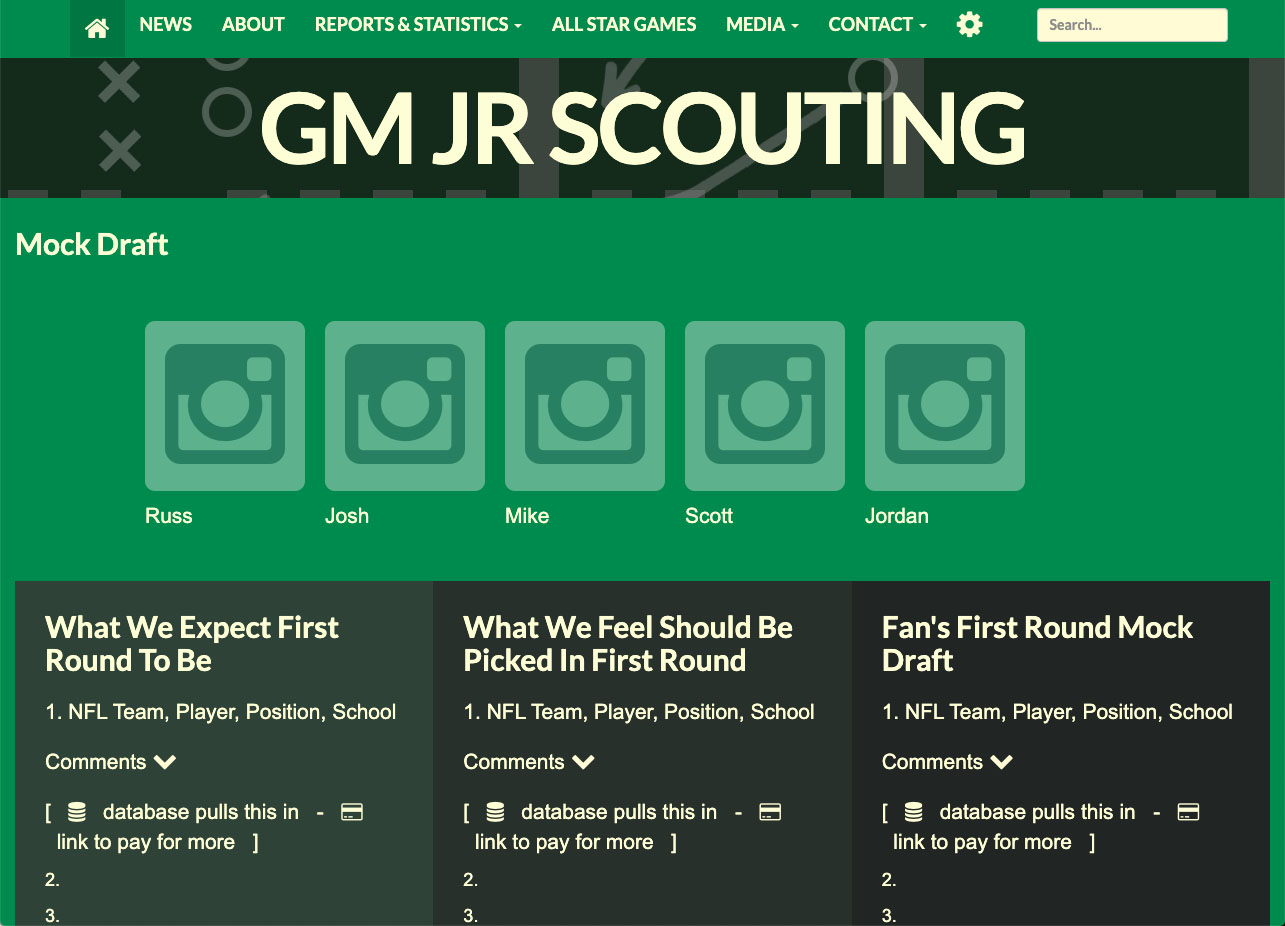 NEWS ABOUT REPORTS & STATISTICS ALL STAR GAMES MEDIA CONTACT Search...
GM JR SCOUTING
Mock Draft
Russ Josh Mike Scott Jordan
What We Expect First
Round To Be
1. NFL Team, Player, Position, School
Comments
[ database pulls this in -
link to pay for more ]
2.
3.
What We Feel Should Be
Picked In First Round
1. NFL Team, Player, Position, School
Comments
[ database pulls this in -
link to pay for more ]
2.
3.
Fan's First Round Mock
Draft
1. NFL Team, Player, Position, School
Comments
[ database pulls this in -
link to pay for more ]
2.
3.